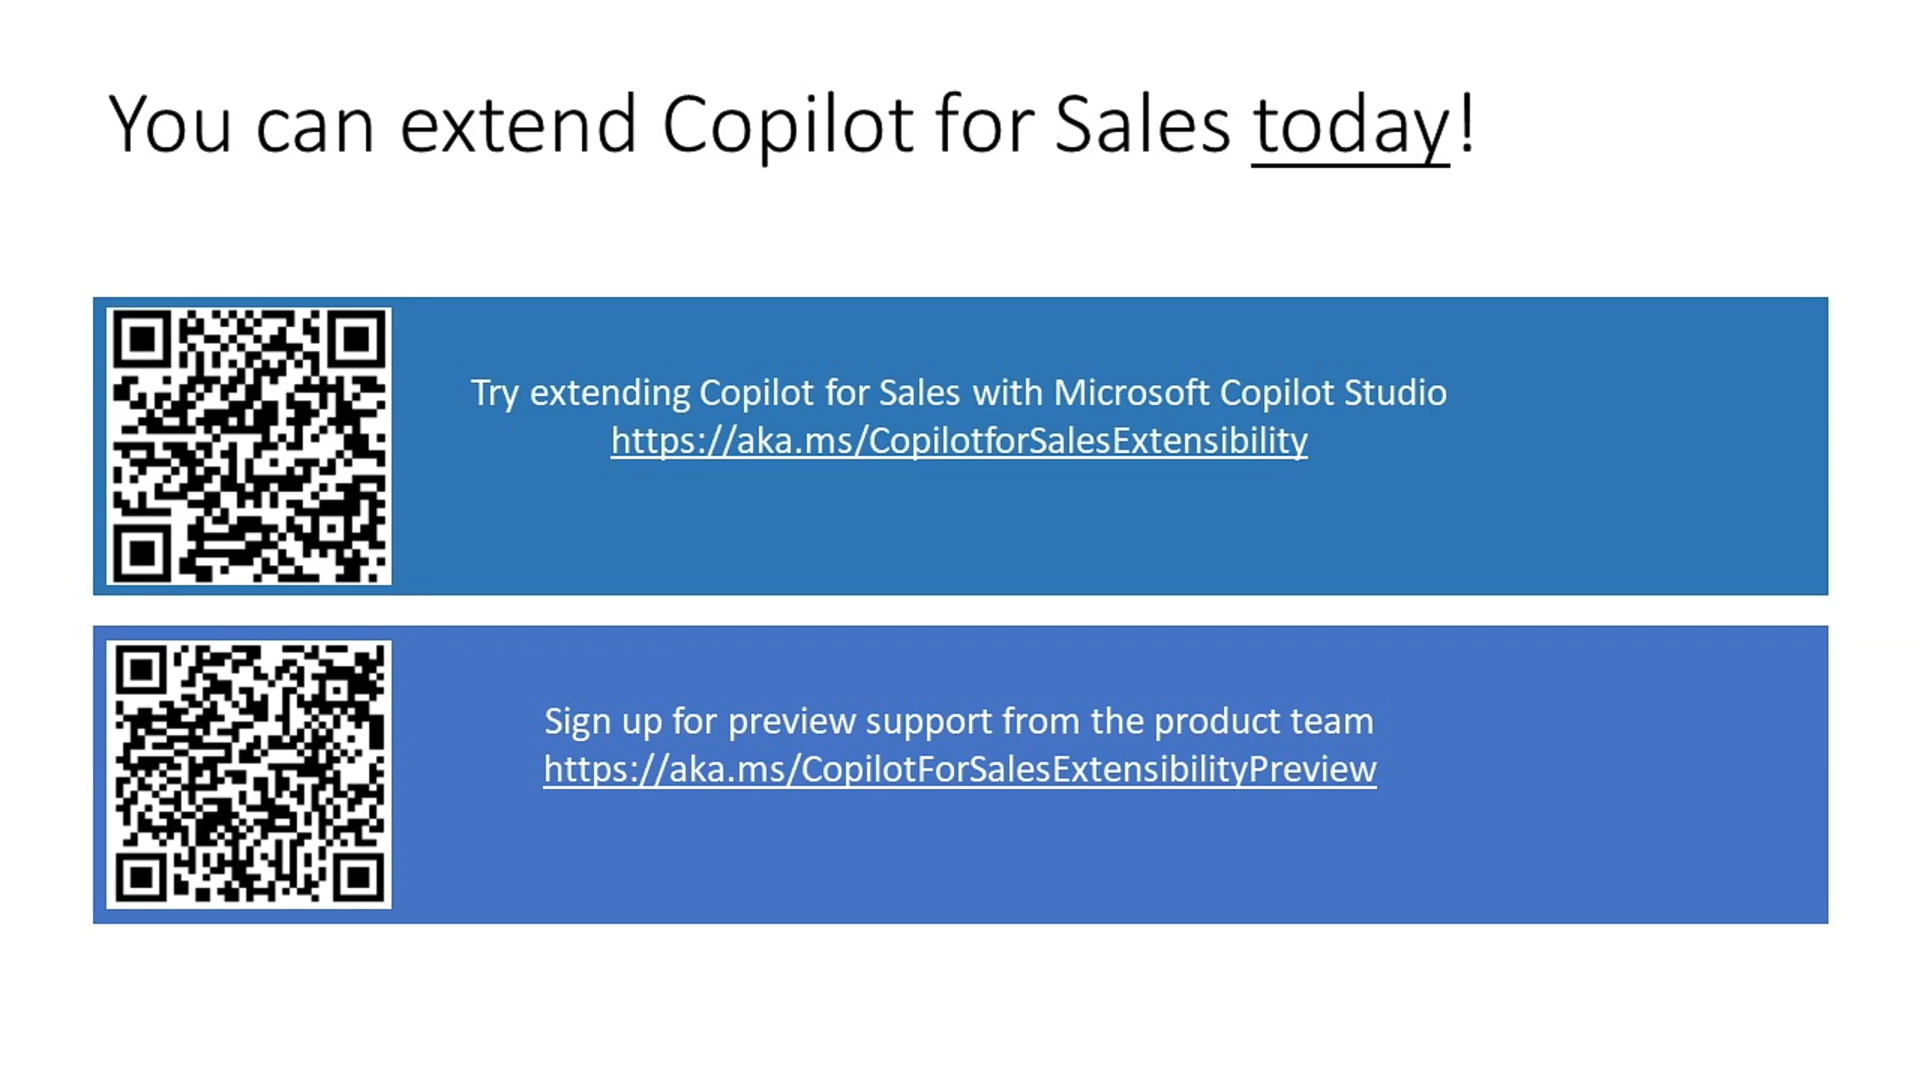 You can extend Copilot for Sales today!
Try extending Copilot for Sales with Microsoft Copilot Studio
https://aka.ms/CopilotforSalesExtensibility
Sign up for preview support from the product team
https://aka.ms/CopilotForSalesExtensibilityPreview